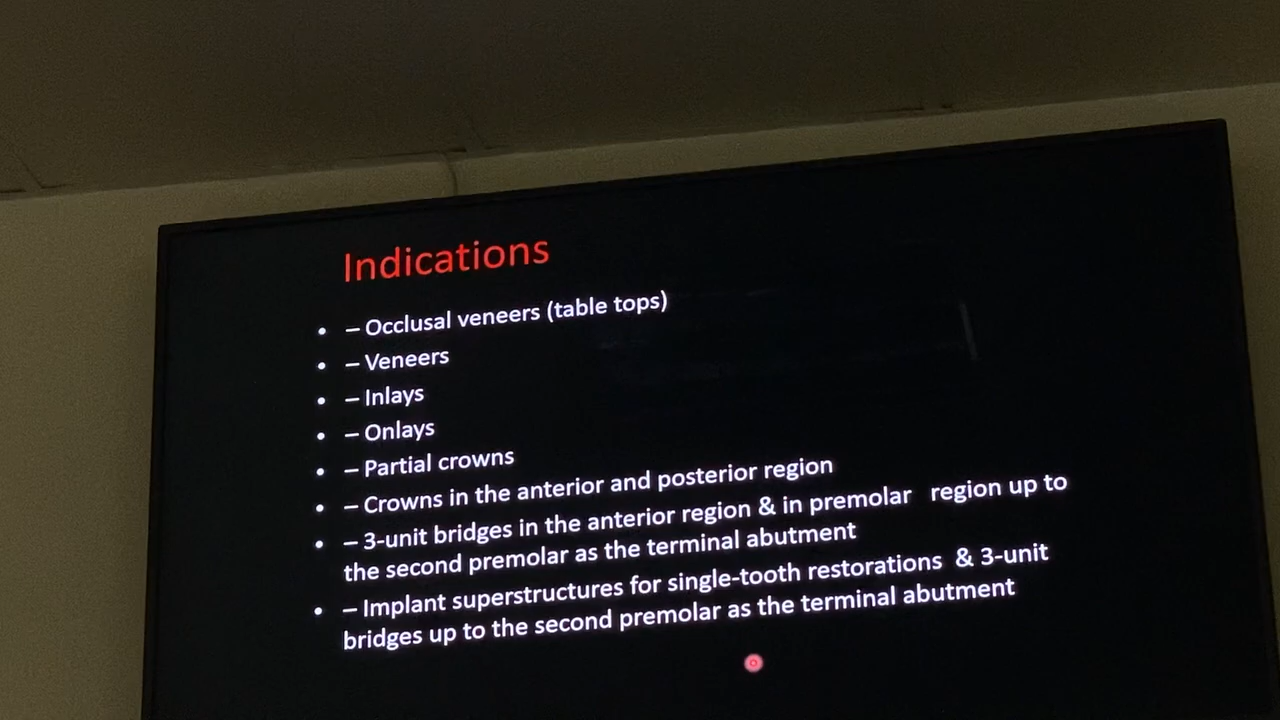 Indications
• – Occlusal veneers (table tops)
• – Veneers
• – Inlays
• – Onlays
• – Partial crowns
• – Crowns in the anterior and posterior region
• – 3-unit bridges in the anterior region & in premolar region up to
the second premolar as the terminal abutment
• – Implant superstructures for single-tooth restorations & 3-unit
bridges up to the second premolar as the terminal abutment